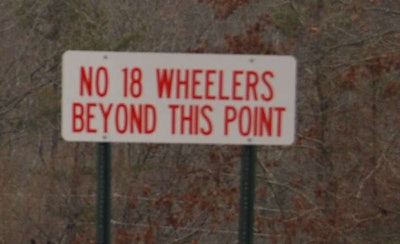 NO 18 WHEELERS
BEYOND THIS POINT